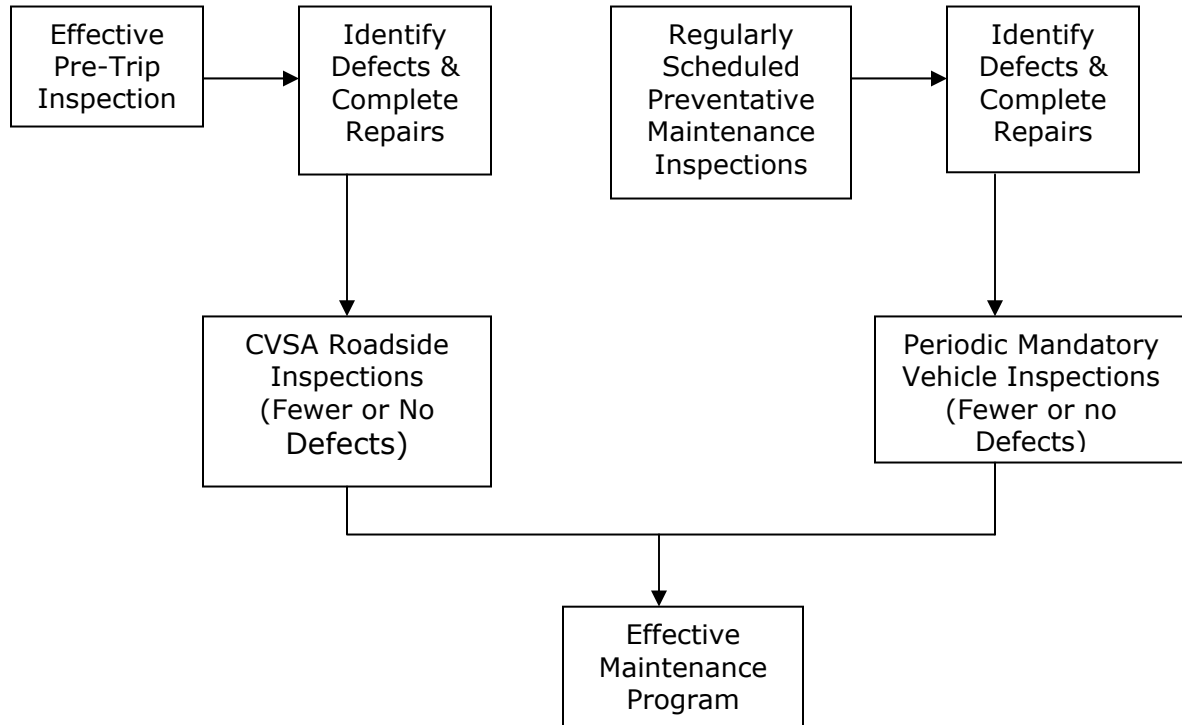 Effective
Pre-Trip
Inspection
Identify
Defects &
Complete
Repairs
Regularly
Scheduled
Preventative
Maintenance
Inspections
Identify
Defects &
Complete
Repairs
CVSA Roadside
Inspections
(Fewer or No
Defects)
Periodic Mandatory
Vehicle Inspections
(Fewer or no
Defects)
Effective
Maintenance
Program